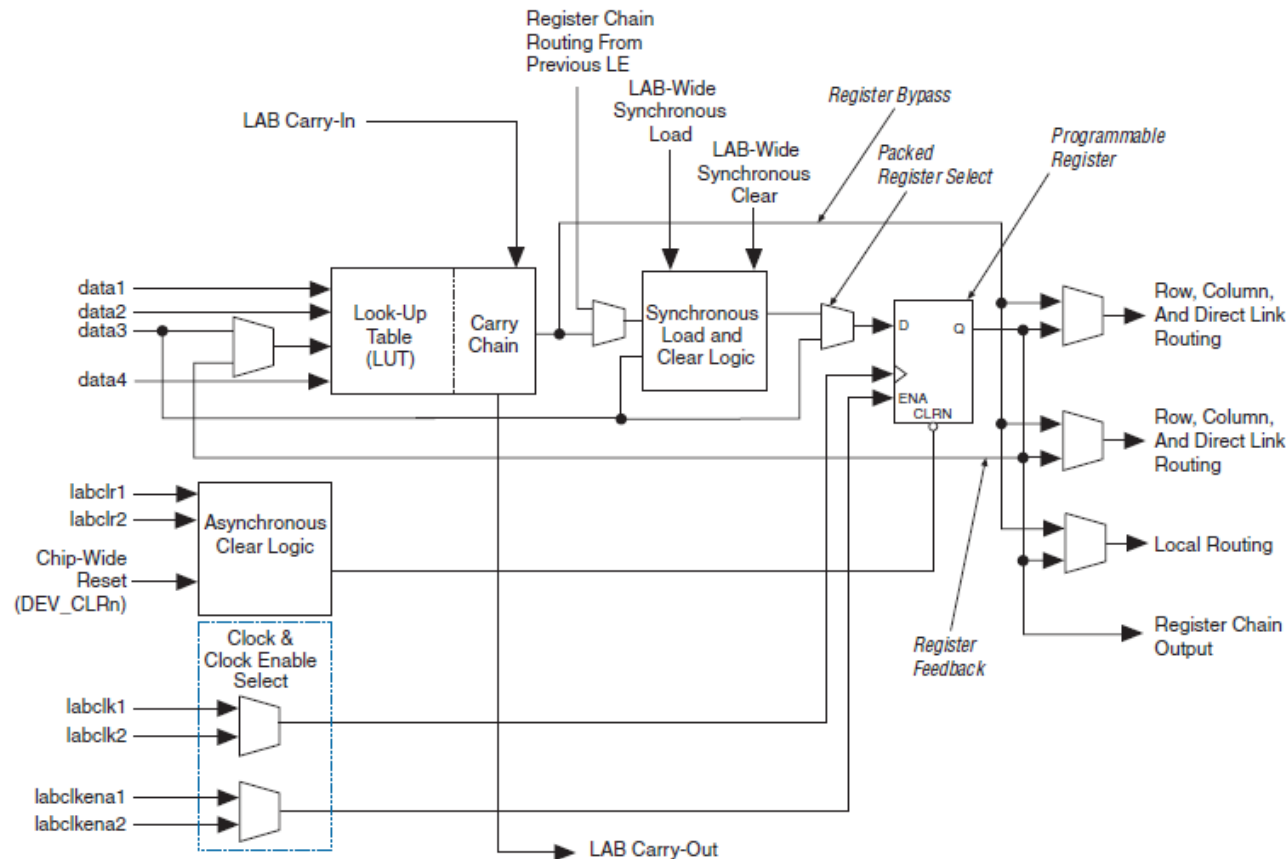 Register Chain
Routing From
Previous LE
LAB-Wide
Synchronous
Load
Register Bypass
Programmable
Register
LAB Carry-In
LAB-Wide
Synchronous
Clear
Packed
Register Select
data1
data2
data3
data4
Look-Up
Table
(LUT)
Carry
Chain
Synchronous
Load and
Clear Logic
D
Q
ENA
CLRN
Row, Column,
And Direct Link
Routing
Row, Column,
And Direct Link
Routing
Local Routing
Register Chain
Output
labclr1
labclr2
Chip-Wide
Reset
(DEV_CLRn)
Asynchronous
Clear Logic
Register
Feedback
Clock &
Clock Enable
Select
labclk1
labclk2
labclkena1
labclkena2
LAB Carry-Out